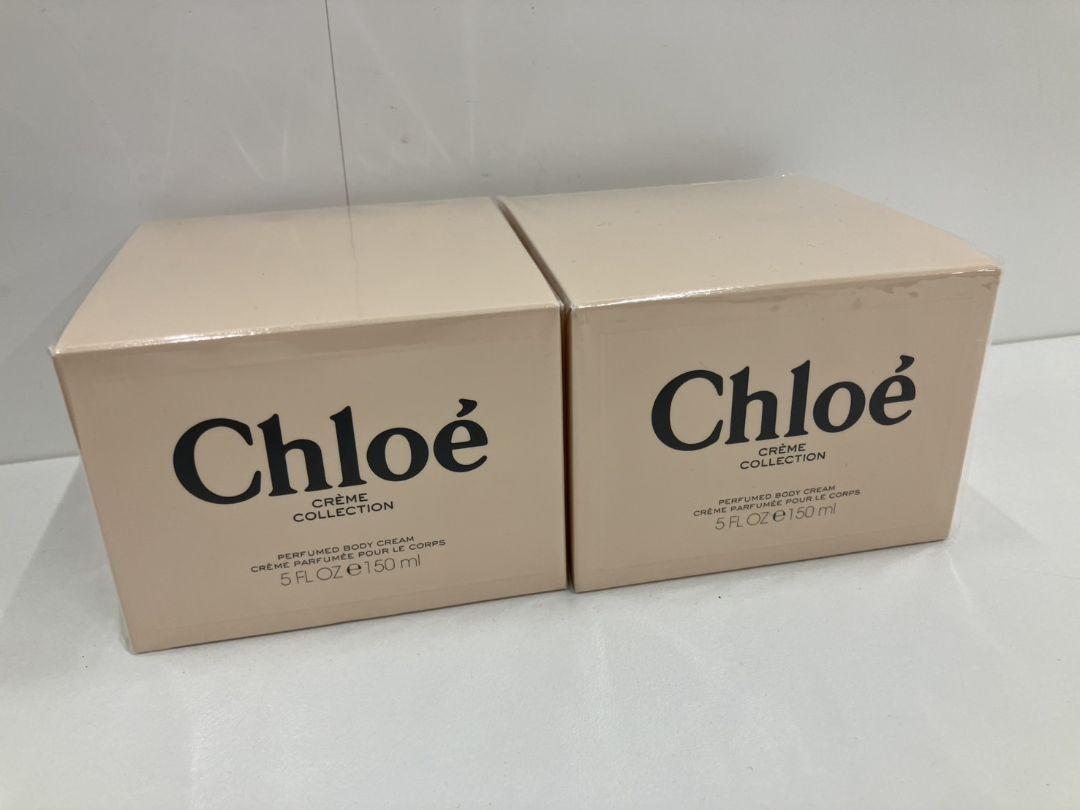 Chloé
CRÈME
COLLECTION
PERFUMED BODY CREAM
CRÈME PARFUMÉE POUR LE CORPS
5 FL OZ ℮ 150 ml
Chloé
CRÈME
COLLECTION
PERFUMED BODY CREAM
CRÈME PARFUMÉE POUR LE CORPS
5 FL OZ ℮ 150 ml